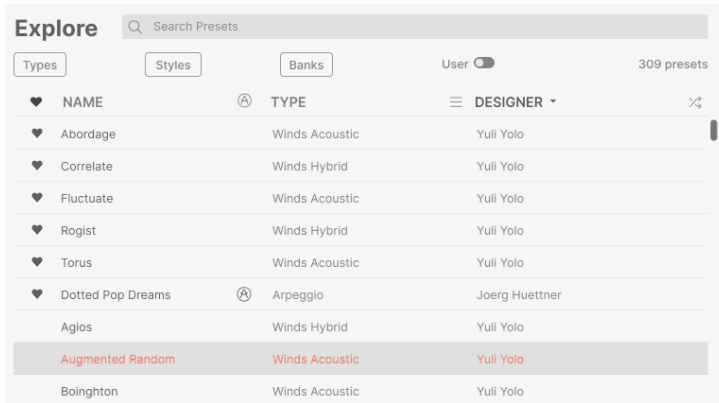 Explore Search Presets
Types Styles Banks User 309 presets
NAME TYPE DESIGNER
Abordage Winds Acoustic Yuli Yolo
Correlate Winds Hybrid Yuli Yolo
Fluctuate Winds Acoustic Yuli Yolo
Rogist Winds Hybrid Yuli Yolo
Torus Winds Acoustic Yuli Yolo
Dotted Pop Dreams Arpeggio Joerg Huettner
Agios Winds Hybrid Yuli Yolo
Augmented Random Winds Acoustic Yuli Yolo
Boinghton Winds Acoustic Yuli Yolo